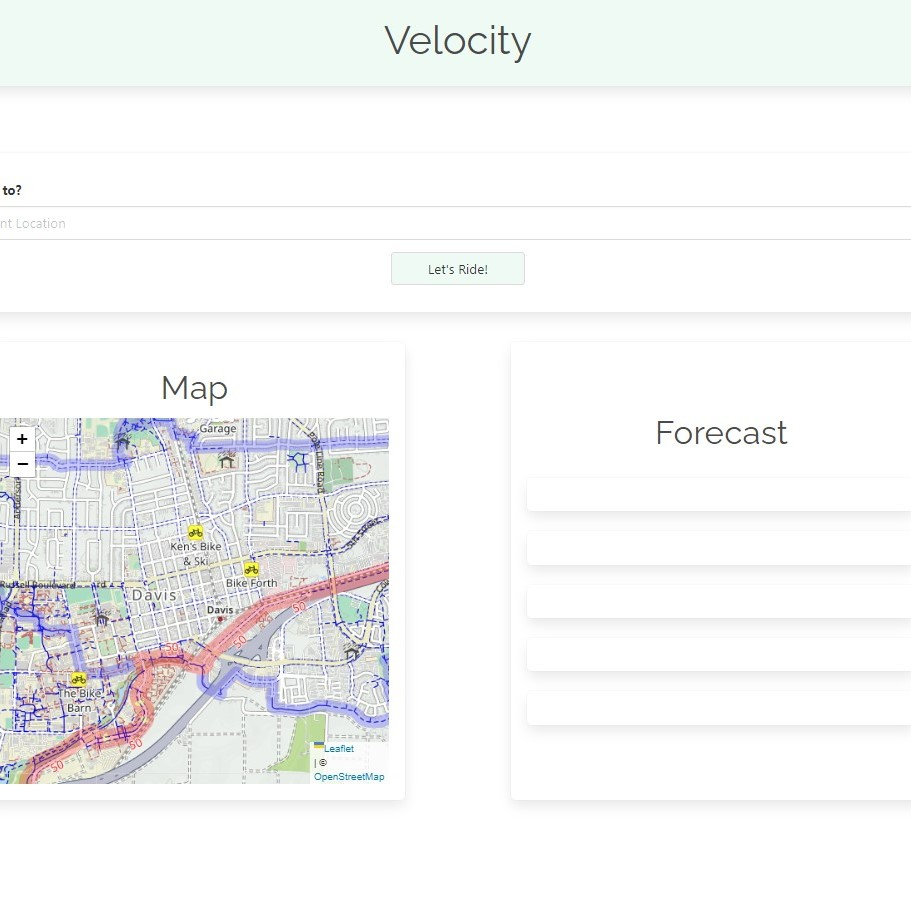 Velocity
to?
nt Location
Let's Ride!
Map
Forecast
+
−
Garage
Ken's Bike
& Ski
Bike Forth
Russell Boulevard
Davis
Davis
50
50
50
The Bike
Barn
50
50
Leaflet
| ©
OpenStreetMap